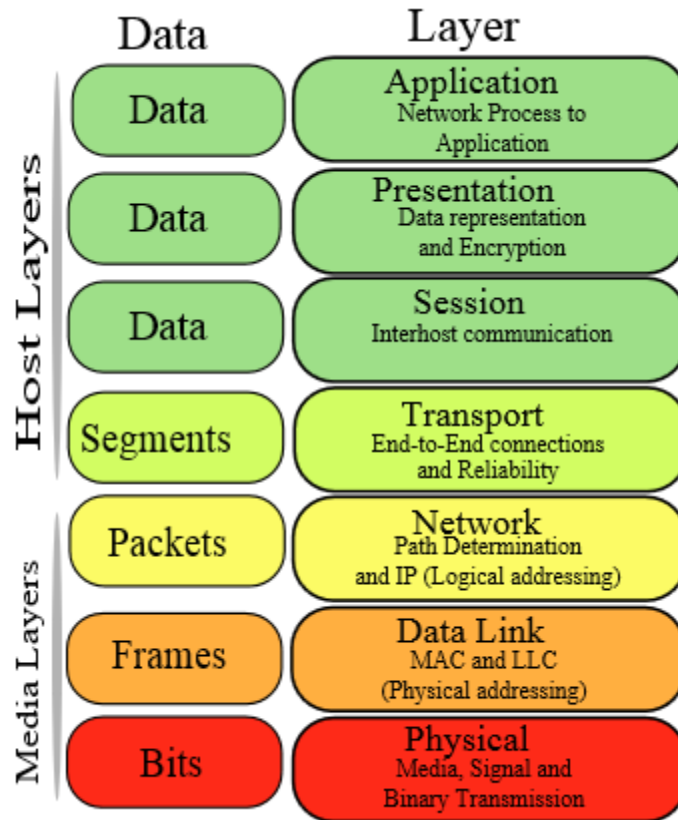 Data
Layer
Host Layers
Data
Application
Network Process to
Application
Data
Presentation
Data representation
and Encryption
Data
Session
Interhost communication
Segments
Transport
End-to-End connections
and Reliability
Media Layers
Packets
Network
Path Determination
and IP (Logical addressing)
Frames
Data Link
MAC and LLC
(Physical addressing)
Bits
Physical
Media, Signal and
Binary Transmission